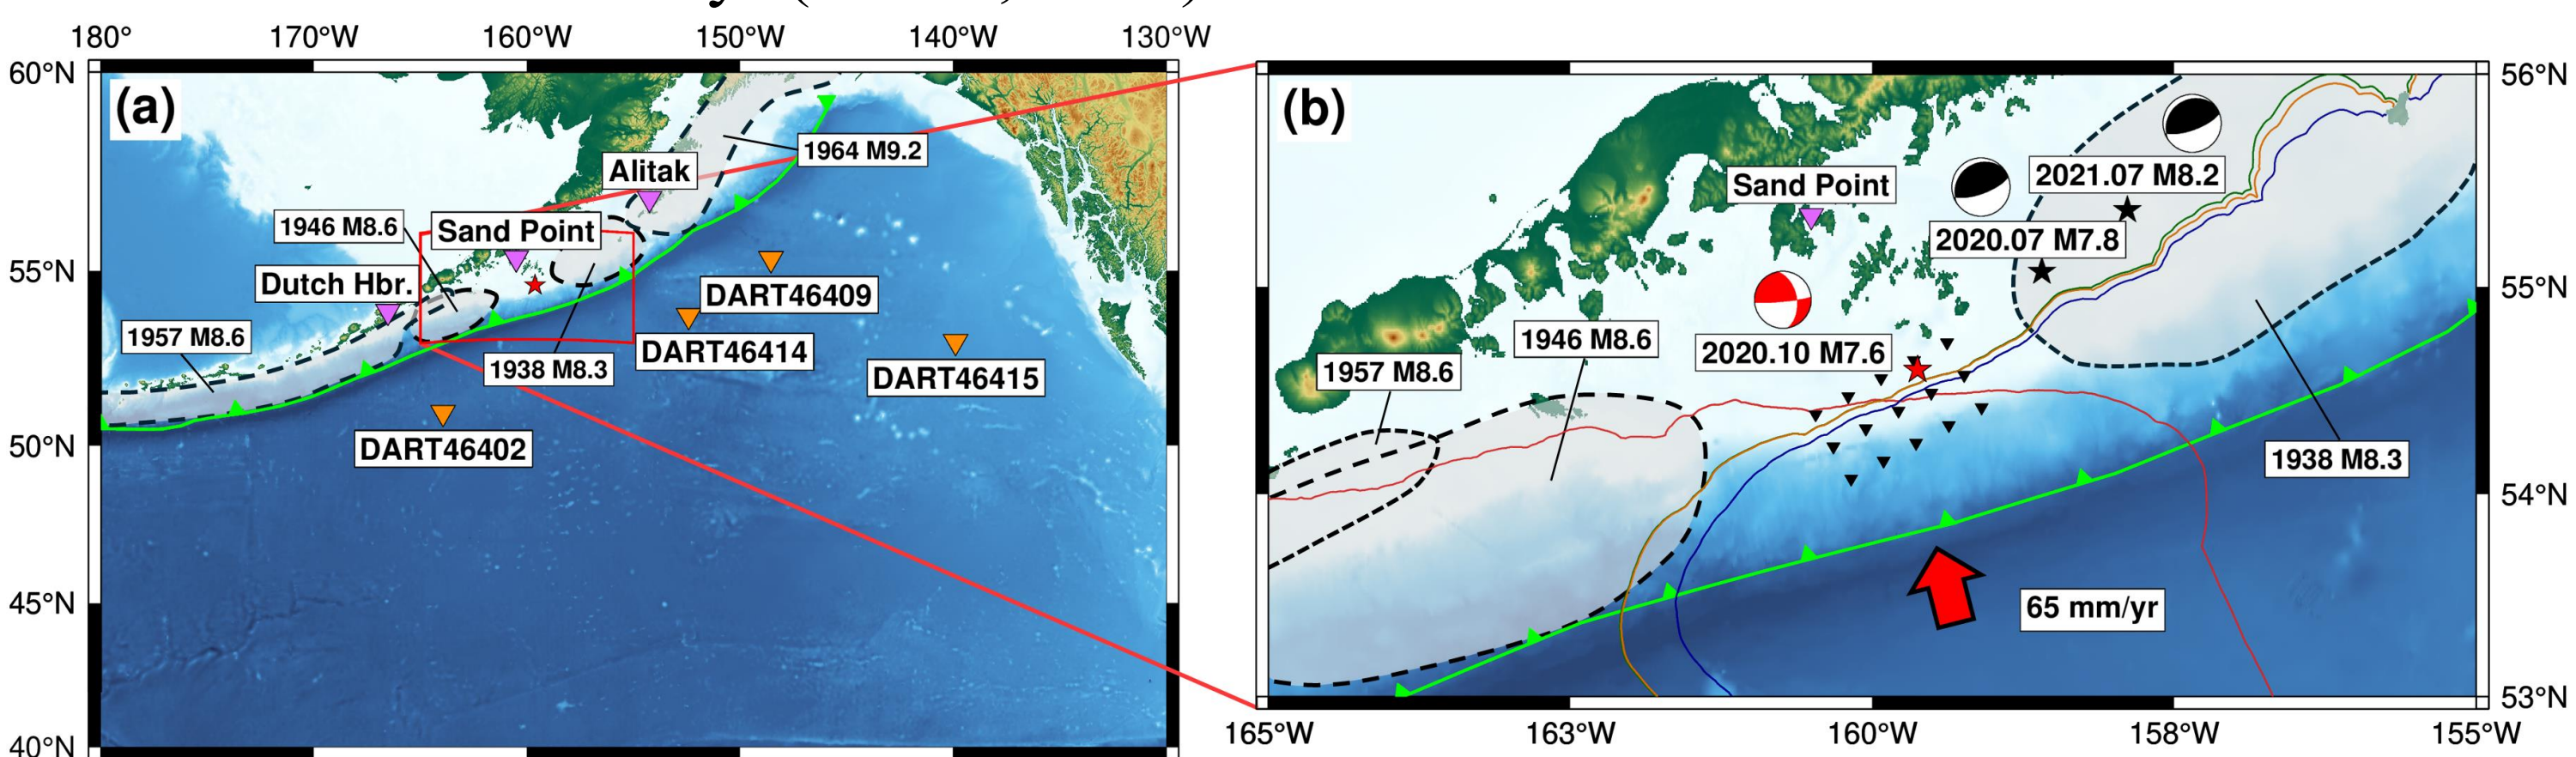 180° 170°W 160°W 150°W 140°W 130°W
60°N
55°N
50°N
45°N
40°N
(a)
1964 M9.2
Alitak
1946 M8.6
Sand Point
Dutch Hbr.
DART46409
1957 M8.6
DART46414
1938 M8.3
DART46415
DART46402
(b)
56°N
55°N
54°N
53°N
Sand Point
2021.07 M8.2
2020.07 M7.8
1946 M8.6
2020.10 M7.6
1957 M8.6
1938 M8.3
65 mm/yr
165°W 163°W 160°W 158°W 155°W